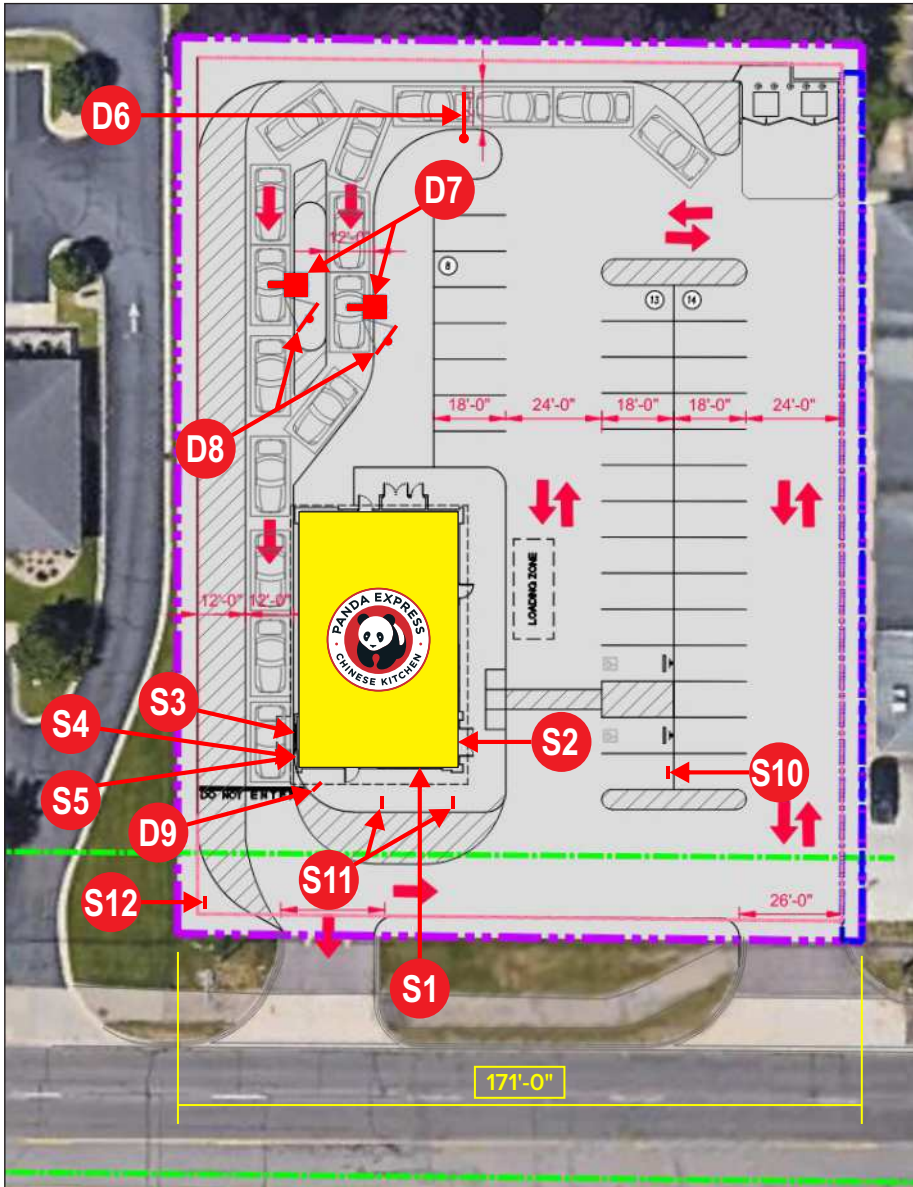 D6
D7
12'-0"
8
13
14
D8
18'-0"
24'-0"
18'-0"
18'-0"
24'-0"
LOADING ZONE
12'-0"
12'-0"
PANDA EXPRESS
CHINESE KITCHEN
S3
S4
S2
S5
S10
DO NOT ENTER
D9
S11
S12
26'-0"
S1
171'-0"